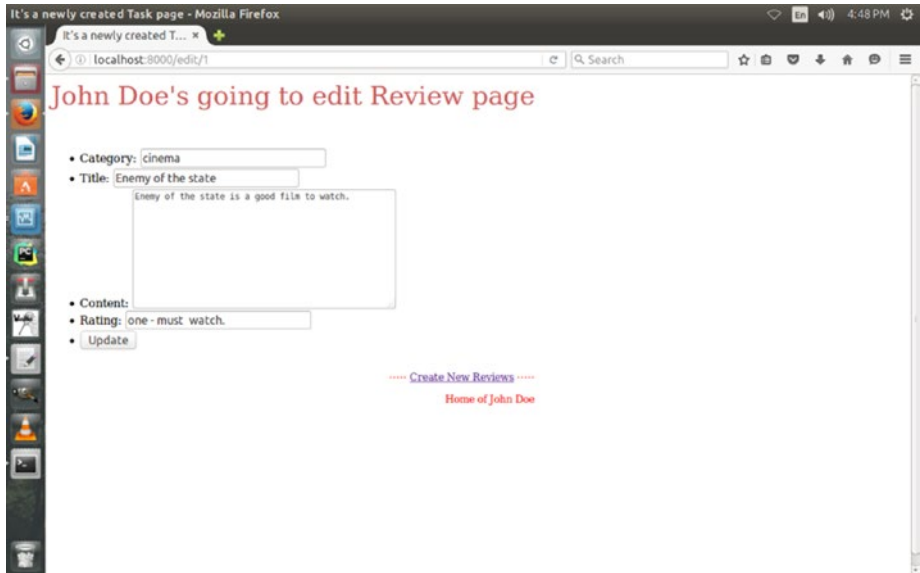 It's a newly created Task page - Mozilla Firefox
En
4:48 PM
It's a newly created T... ×
localhost:8000/edit/1
Search
John Doe's going to edit Review page
• Category: cinema
• Title: Enemy of the state
Enemy of the state is a good film to watch.
• Content:
• Rating: one - must watch.
• Update
----- Create New Reviews -----
Home of John Doe